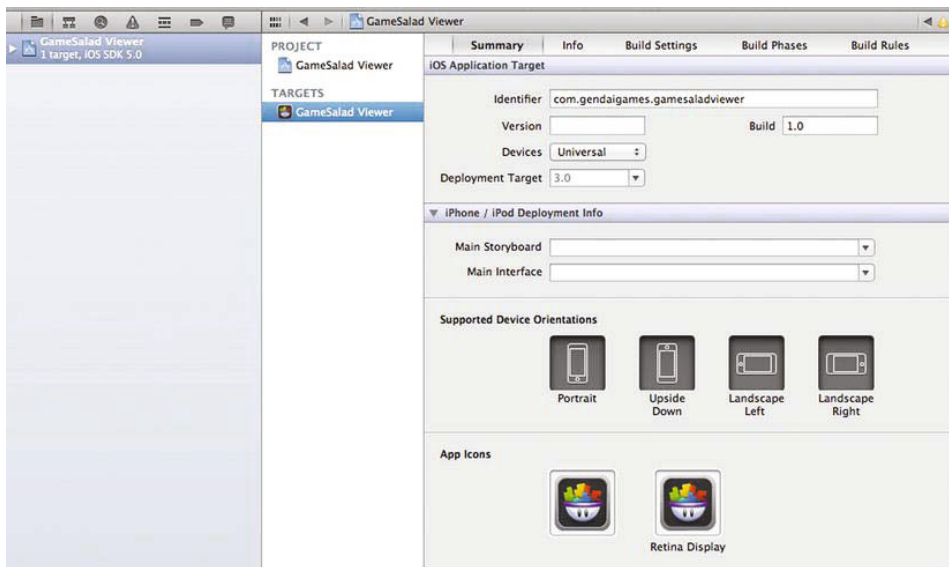 GameSalad Viewer
GameSalad Viewer
1 target, iOS SDK 5.0
PROJECT
GameSalad Viewer
TARGETS
GameSalad Viewer
Summary Info Build Settings Build Phases Build Rules
iOS Application Target
Identifier com.gendaigames.gamesaladviewer
Version Build 1.0
Devices Universal
Deployment Target 3.0
iPhone / iPod Deployment Info
Main Storyboard
Main Interface
Supported Device Orientations
Portrait Upside Down Landscape Left Landscape Right
App Icons
Retina Display